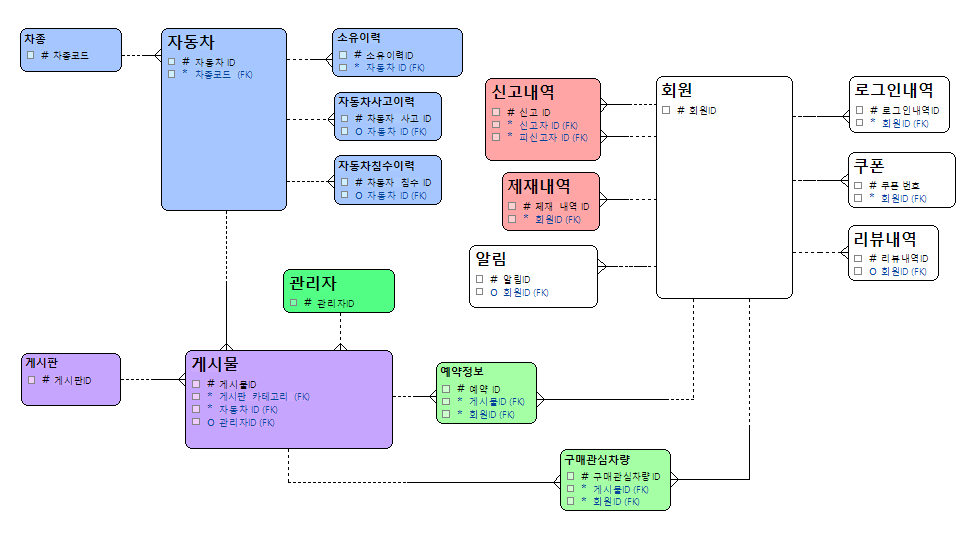 차종
# 차종코드
자동차
# 자동차 ID
* 차종코드 (FK)
소유이력
# 소유이력ID
* 자동차 ID (FK)
자동차사고이력
# 자동차 사고 ID
O 자동차 ID (FK)
자동차침수이력
# 자동차 침수 ID
O 자동차 ID (FK)
신고내역
# 신고 ID
* 신고자 ID (FK)
* 피신고자 ID (FK)
제재내역
# 제재 내역 ID
* 회원ID (FK)
알림
# 알림ID
O 회원ID (FK)
회원
# 회원ID
로그인내역
# 로그인내역ID
* 회원ID (FK)
쿠폰
# 쿠폰 번호
* 회원ID (FK)
리뷰내역
# 리뷰내역ID
O 회원ID (FK)
관리자
# 관리자ID
게시판
# 게시판ID
게시물
# 게시물ID
* 게시판 카테고리 (FK)
* 자동차 ID (FK)
O 관리자ID (FK)
예약정보
# 예약 ID
* 게시물ID (FK)
* 회원ID (FK)
구매관심차량
# 구매관심차량ID
* 게시물ID (FK)
* 회원ID (FK)